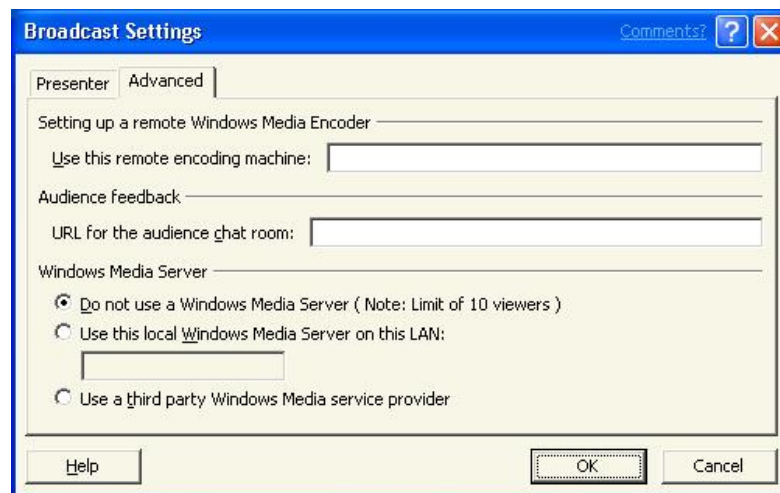 Broadcast Settings Comments? ?
Presenter Advanced
Setting up a remote Windows Media Encoder
Use this remote encoding machine:
Audience feedback
URL for the audience chat room:
Windows Media Server
Do not use a Windows Media Server ( Note: Limit of 10 viewers )
Use this local Windows Media Server on this LAN:
Use a third party Windows Media service provider
Help OK Cancel